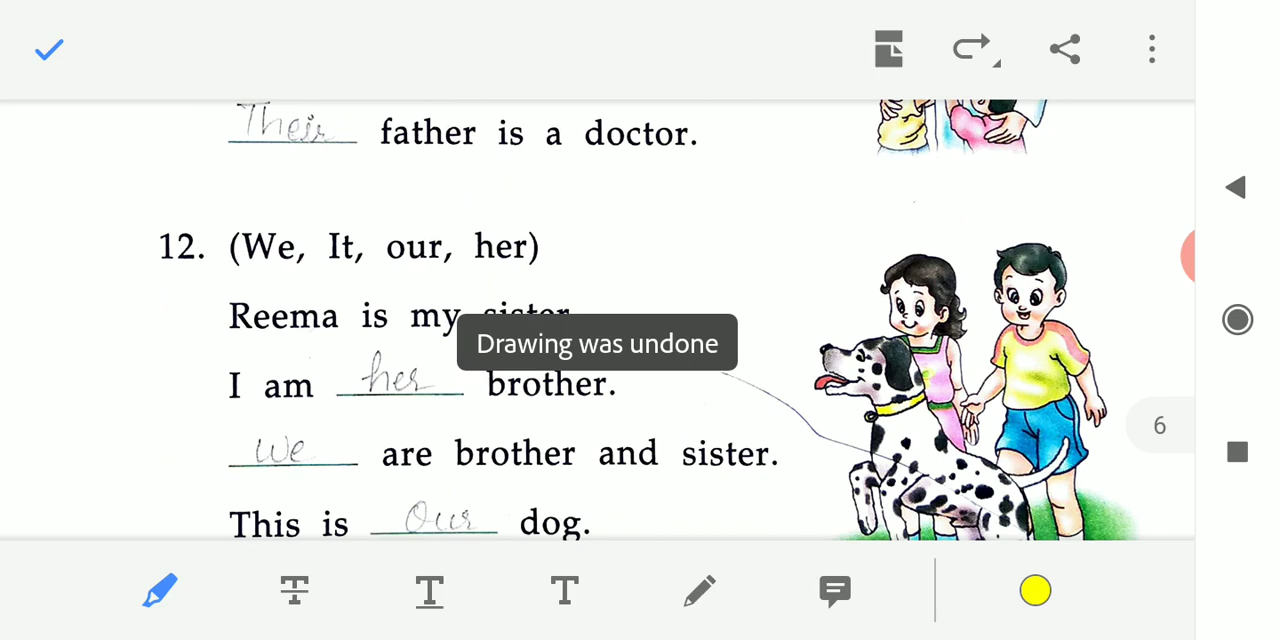 Their father is a doctor.
12. (We, It, our, her)
Reema is my sister.
Drawing was undone
I am her brother.
We are brother and sister.
6
This is Our dog.
T T T